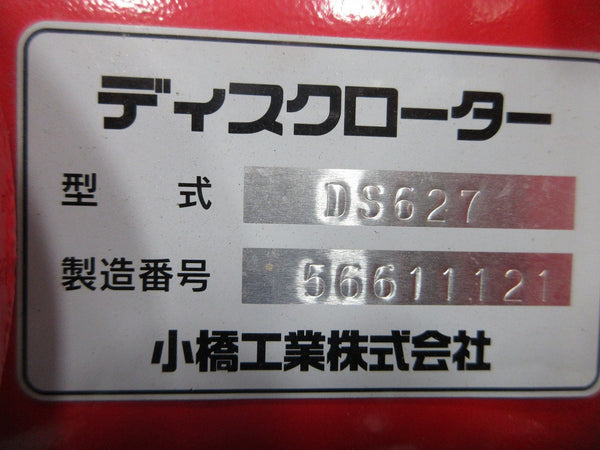 ディスクローター
型式 DS627
製造番号 56611121
小橋工業株式会社